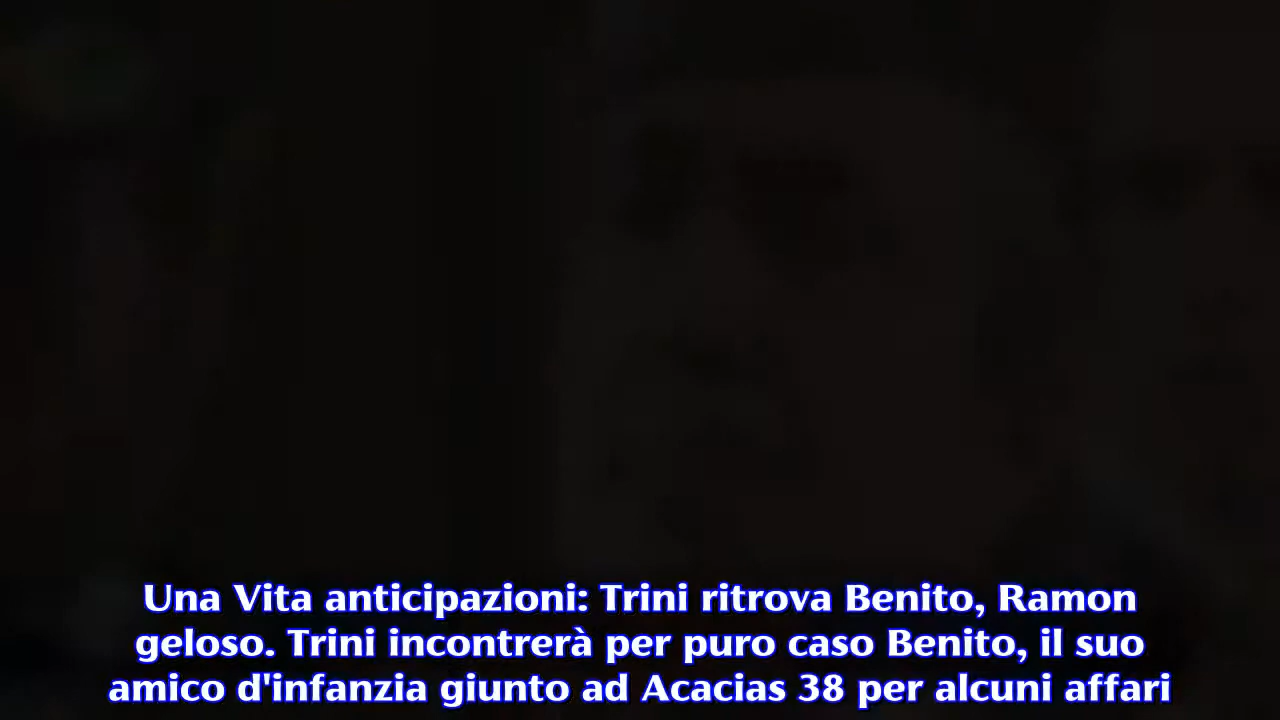 Una Vita anticipazioni: Trini ritrova Benito, Ramon
geloso. Trini incontrerà per puro caso Benito, il suo
amico d'infanzia giunto ad Acacias 38 per alcuni affari